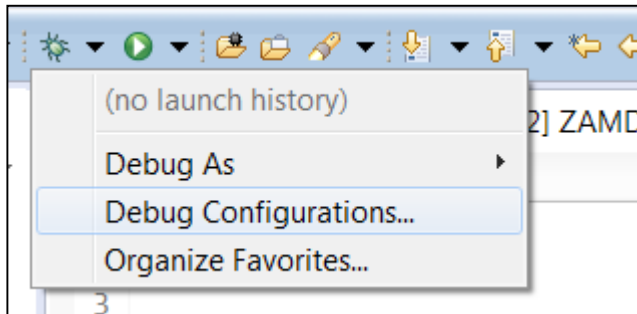 (no launch history)
2] ZAMD
Debug As
Debug Configurations...
Organize Favorites...
3